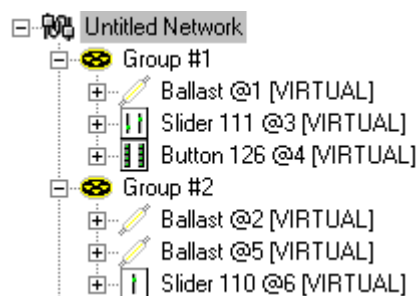 Untitled Network
Group #1
Ballast @1 [VIRTUAL]
Slider 111 @3 [VIRTUAL]
Button 126 @4 [VIRTUAL]
Group #2
Ballast @2 [VIRTUAL]
Ballast @5 [VIRTUAL]
Slider 110 @6 [VIRTUAL]